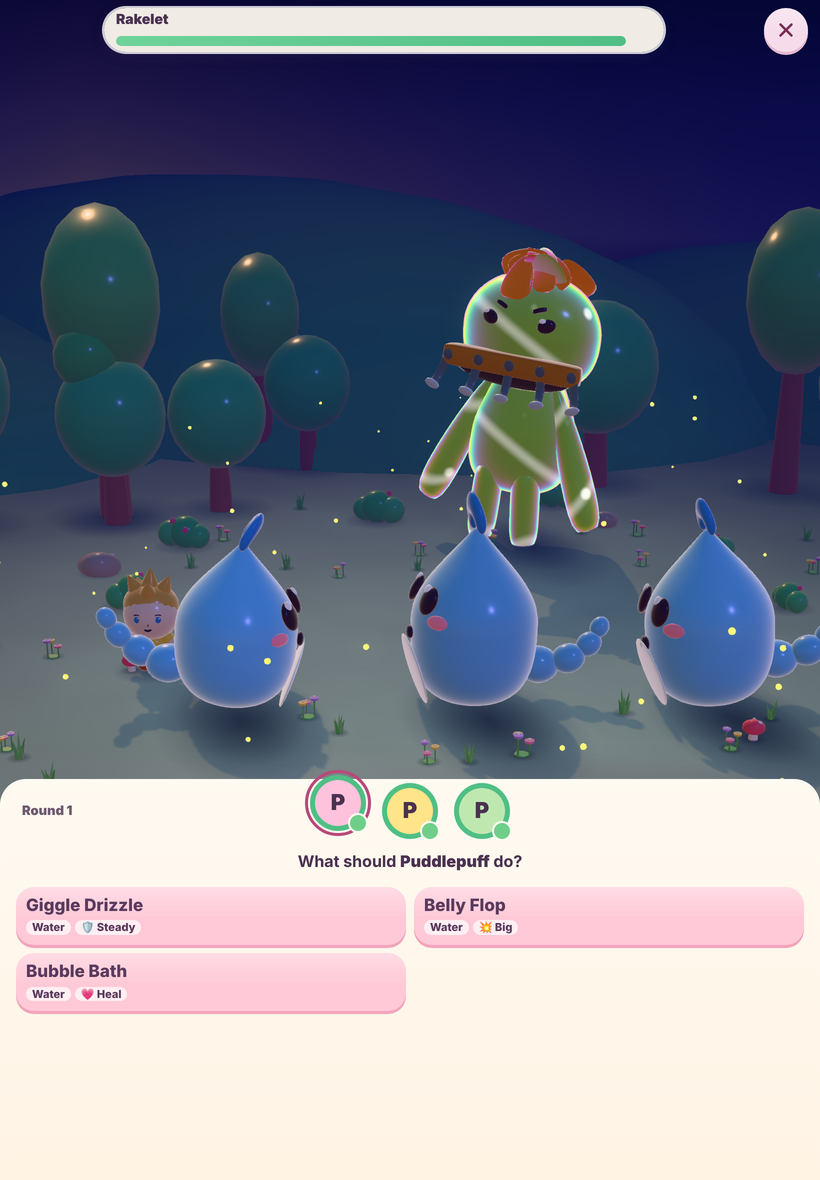 Rakelet
✕
Round 1
P
P
P
What should Puddlepuff do?
Giggle Drizzle
Water 🛡️ Steady
Belly Flop
Water 💥 Big
Bubble Bath
Water 💗 Heal